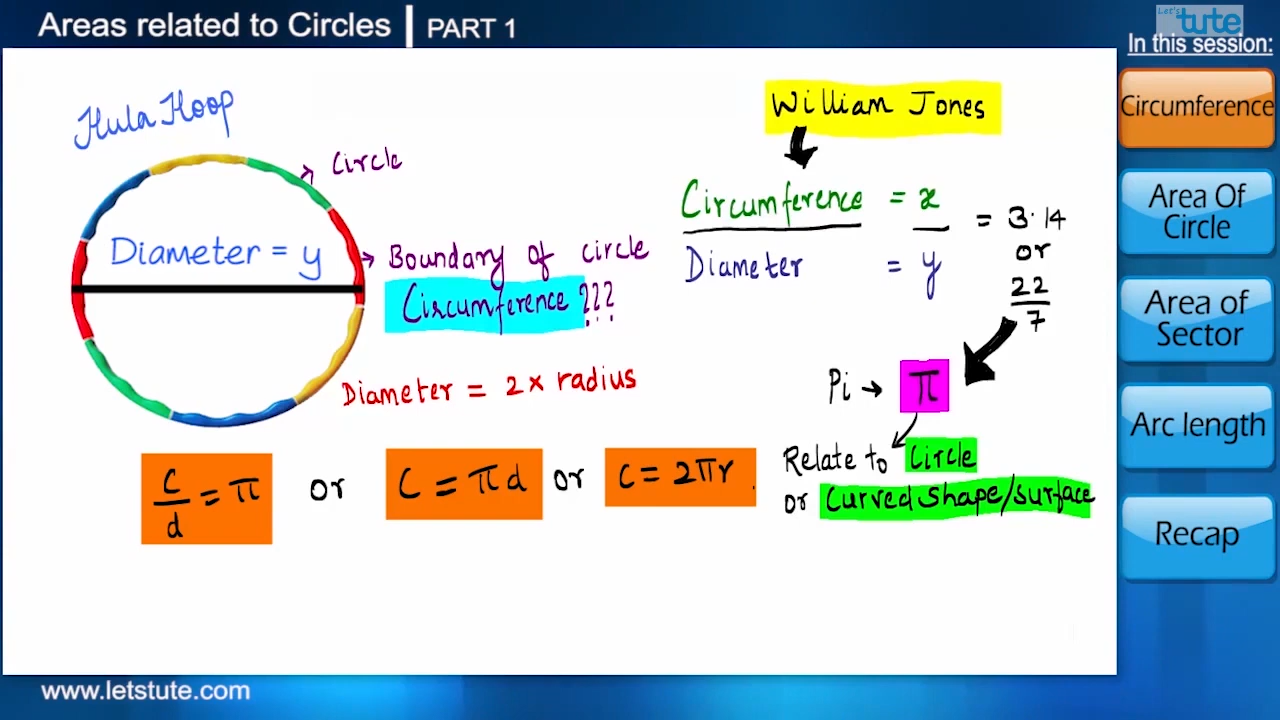 Areas related to Circles | PART 1
Let's tute
In this session:
Circumference
Area Of
Circle
Area of
Sector
Arc length
Recap
Hula Hoop
Circle
Diameter = y
Boundary of circle
Circumference ???
Diameter = 2 x radius
William Jones
Circumference = x
Diameter = y
= 3.14
or
22
7
Pi → π
Relate to Circle
or Curved shape/surface
C/d = π or C = πd or C = 2πr.
www.letstute.com